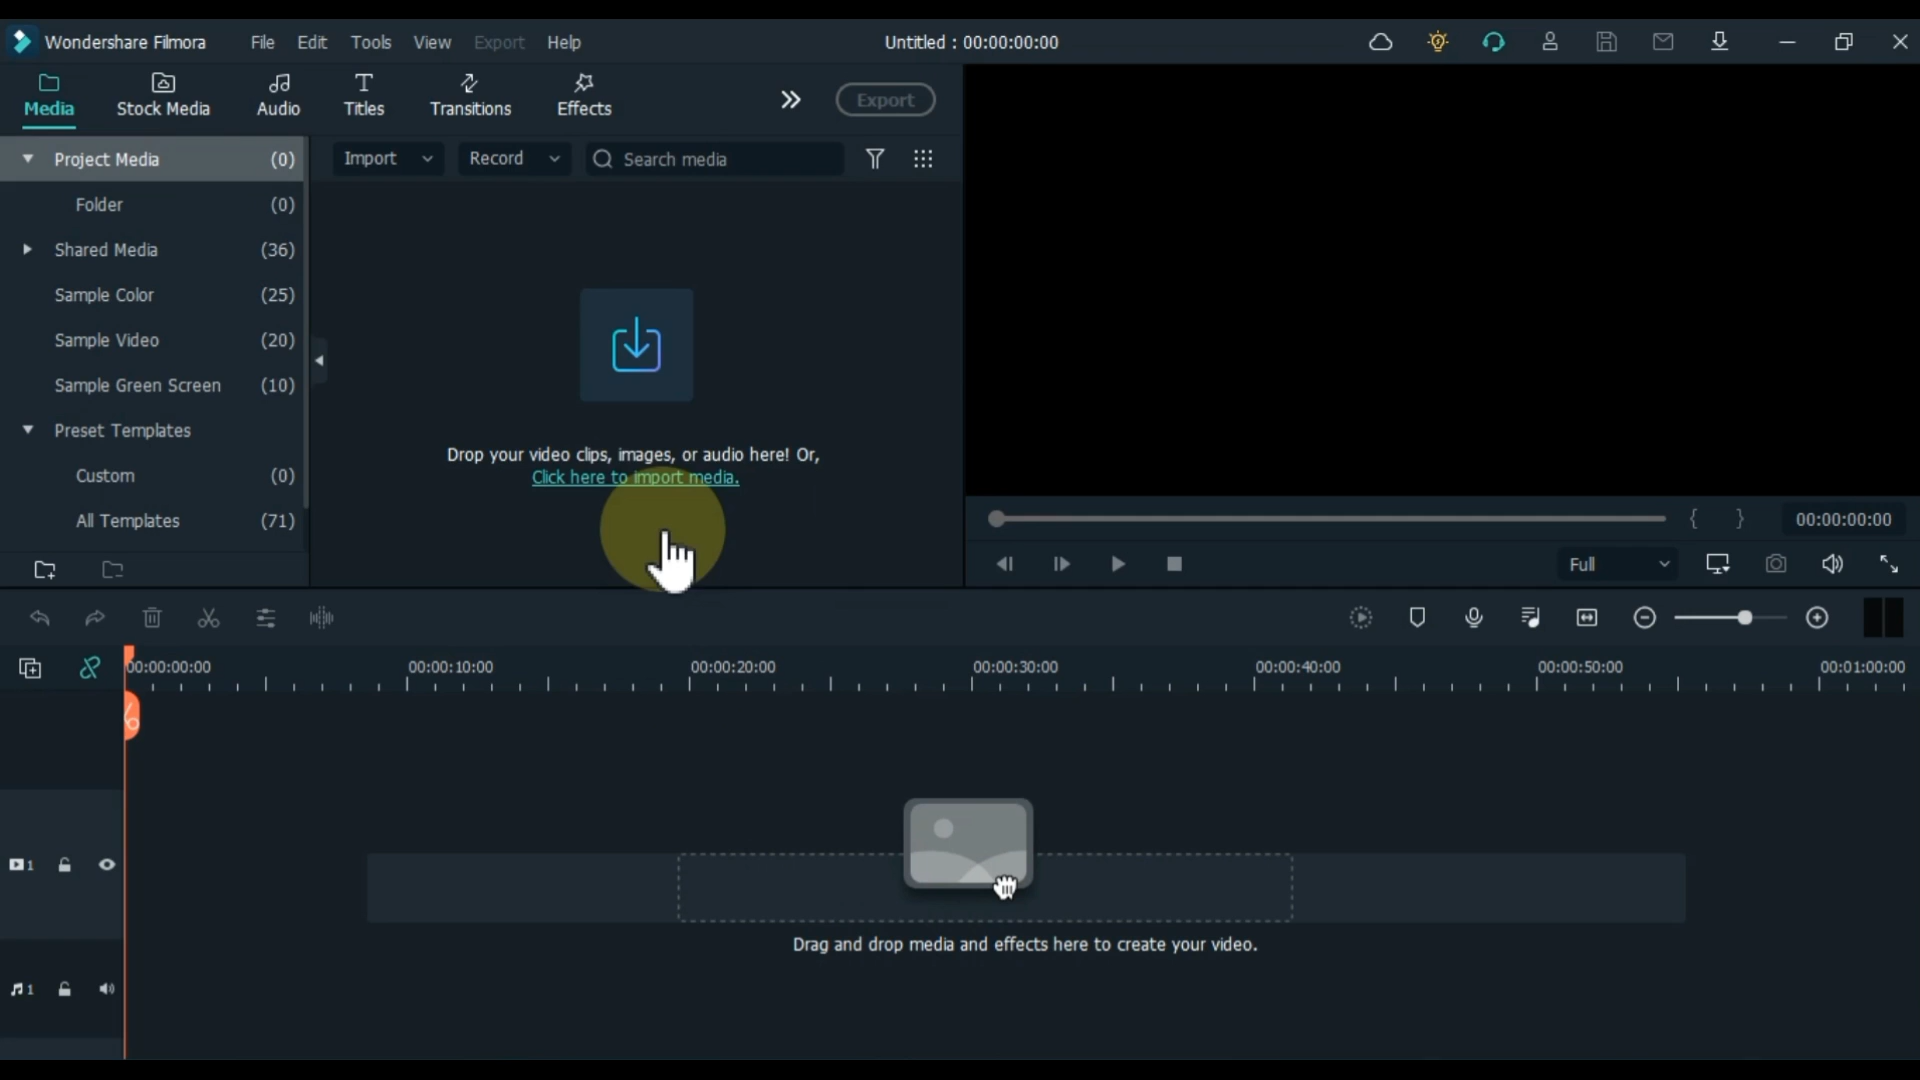 Wondershare Filmora File Edit Tools View Export Help Untitled : 00:00:00:00
Media Stock Media Audio Titles Transitions Effects Export
Project Media (0)
Folder (0)
Shared Media (36)
Sample Color (25)
Sample Video (20)
Sample Green Screen (10)
Preset Templates
Custom (0)
All Templates (71)
Import Record Search media
Drop your video clips, images, or audio here! Or,
Click here to import media.
{ } 00:00:00:00
Full
00:00:00:00 00:00:10:00 00:00:20:00 00:00:30:00 00:00:40:00 00:00:50:00 00:01:00:00
1
Drag and drop media and effects here to create your video.
1